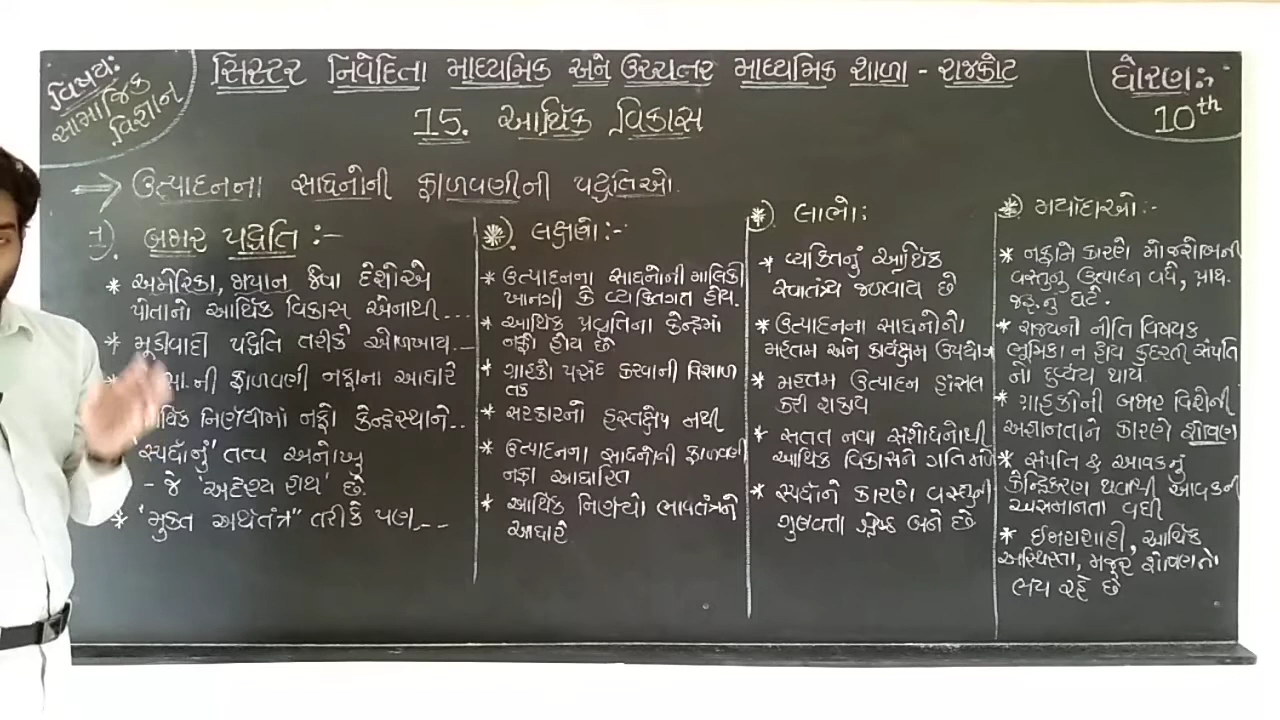 વિષય:
સામાજિક
વિજ્ઞાન
સિસ્ટર નિવેદિતા માધ્યમિક અને ઉચ્ચતર માધ્યમિક શાળા - રાજકોટ
ધોરણ:-
10th
15. આર્થિક વિકાસ
⇒ ઉત્પાદનના સાધનોની ફાળવણીની પદ્ધતિઓ.
1). બજાર પદ્ધતિ :-
* અમેરિકા, જાપાન જેવા દેશોએ
પોતાનો આર્થિક વિકાસ એનાથી ...
* મૂડીવાદી પદ્ધતિ તરીકે ઓળખાય ...
ની ફાળવણી નફાના આધારે
નિર્ણયોમાં નફો કેન્દ્રસ્થાને..
સ્પર્ધાનું" તત્વ અનોખુ
- જે 'અદ્રશ્ય હાથ' છે.
* 'મુક્ત અર્થતંત્ર" તરીકે પણ ...
*). લક્ષણો :-
* ઉત્પાદનના સાધનોની માલિકી
ખાનગી કે વ્યક્તિગત હોય.
* આર્થિક પ્રવૃત્તિના કેન્દ્રમાં
નફો હોય છે
* ગ્રાહકો પસંદ કરવાની વિશાળ
તક
* સરકારનો હસ્તક્ષેપ નથી
* ઉત્પાદનના સાધનોની ફાળવણી
નફા આધારિત
* આર્થિક નિર્ણયો ભાવતંત્રને
આધારે
*) લાભો :
* વ્યક્તિનું આર્થિક
સ્વાતંત્ર્ય જળવાય છે
* ઉત્પાદનના સાધનોનો
મહત્તમ અને કાર્યક્ષમ ઉપયોગ
* મહત્તમ ઉત્પાદન હાંસલ
કરી શકાય
* સતત નવા સંશોધનોથી
આર્થિક વિકાસને ગતિ મળે
* સ્પર્ધાને કારણે વસ્તુની
ગુણવત્તા શ્રેષ્ઠ બને છે
*) મર્યાદાઓ :-
* નફાને કારણે મોજશોખની
વસ્તુનુ ઉત્પાદન વધે, પ્રાથ.
જરૂ.નું ઘટે.
* રાજ્યની નીતિ વિષયક
ભૂમિકા ન હોય કુદરતી સંપતિ
નો દુર્વ્યય થાય
* ગ્રાહકોની બજાર વિશેની
અજ્ઞાનતાને કારણે શોષણ
* સંપતિ & આવકનું
કેન્દ્રિકરણ થવાથી આવકની
અસમાનતા વધી
* ઈજારાશાહી, આર્થિક
અસ્થિરતા, મજૂર શોષણનો
ભય રહે છે